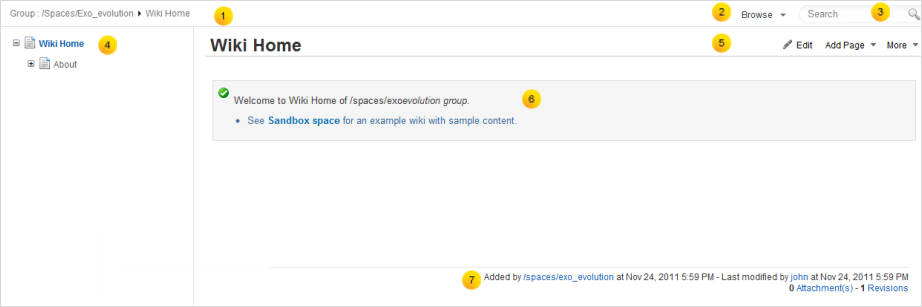 Group : /Spaces/Exo_evolution Wiki Home 1 2 Browse Search 3
Wiki Home 4
About
Wiki Home 5 Edit Add Page More
Welcome to Wiki Home of /spaces/exoevolution group. 6
• See Sandbox space for an example wiki with sample content.
7 Added by /spaces/exo_evolution at Nov 24, 2011 5:59 PM - Last modified by john at Nov 24, 2011 5:59 PM
0 Attachment(s) - 1 Revisions